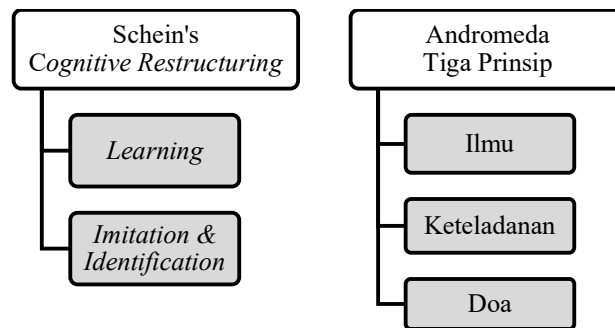 Schein's
Cognitive Restructuring
Learning
Imitation &
Identification
Andromeda
Tiga Prinsip
Ilmu
Keteladanan
Doa